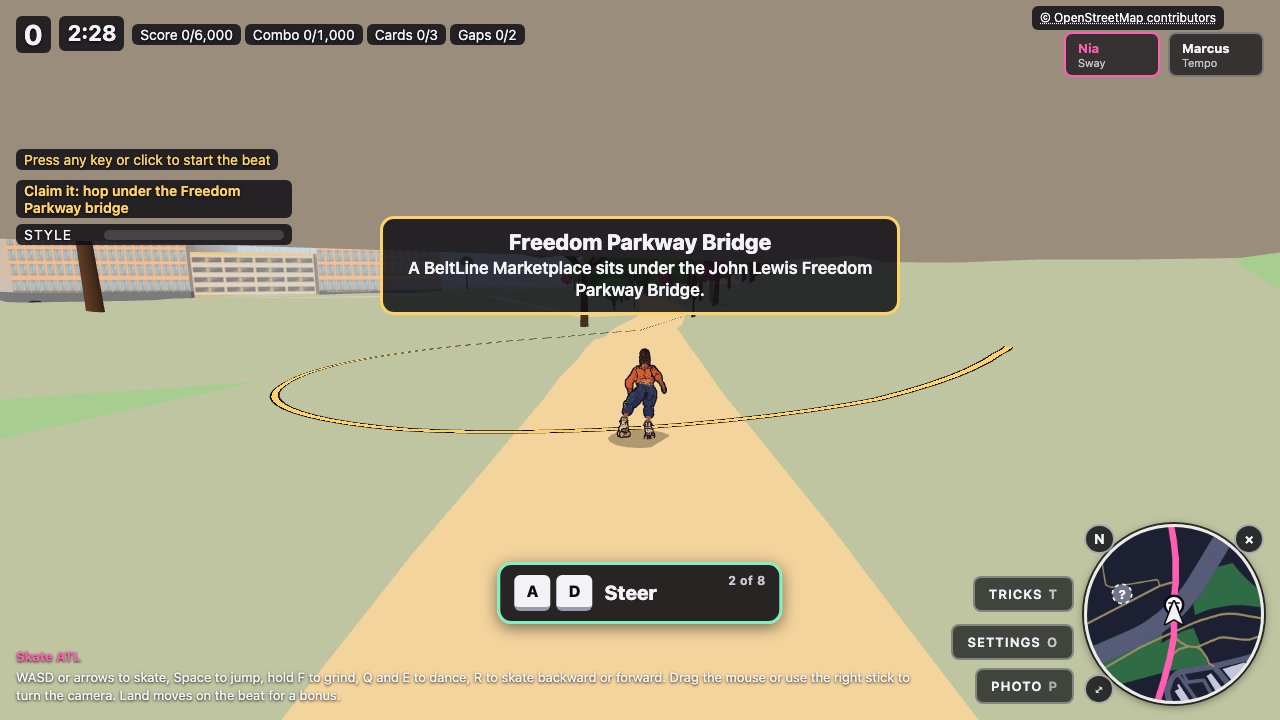 0
2:28
Score 0/6,000
Combo 0/1,000
Cards 0/3
Gaps 0/2
© OpenStreetMap contributors
Nia
Sway
Marcus
Tempo
Press any key or click to start the beat
Claim it: hop under the Freedom
Parkway bridge
STYLE
Freedom Parkway Bridge
A BeltLine Marketplace sits under the John Lewis Freedom
Parkway Bridge.
A D Steer
2 of 8
N
×
?
TRICKS T
SETTINGS O
PHOTO P
Skate ATL
WASD or arrows to skate, Space to jump, hold F to grind, Q and E to dance, R to skate backward or forward. Drag the mouse or use the right stick to
turn the camera. Land moves on the beat for a bonus.